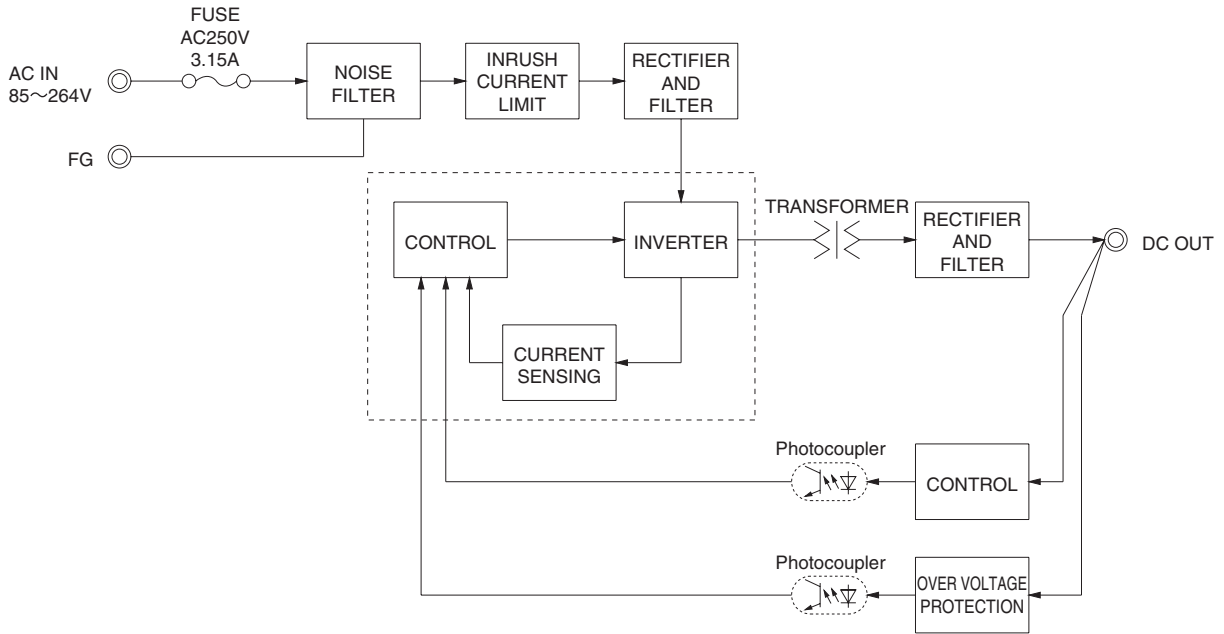 FUSE
AC250V
3.15A
AC IN
85～264V
NOISE
FILTER
INRUSH
CURRENT
LIMIT
RECTIFIER
AND
FILTER
FG
CONTROL
INVERTER
TRANSFORMER
RECTIFIER
AND
FILTER
DC OUT
CURRENT
SENSING
Photocoupler
CONTROL
Photocoupler
OVER VOLTAGE
PROTECTION